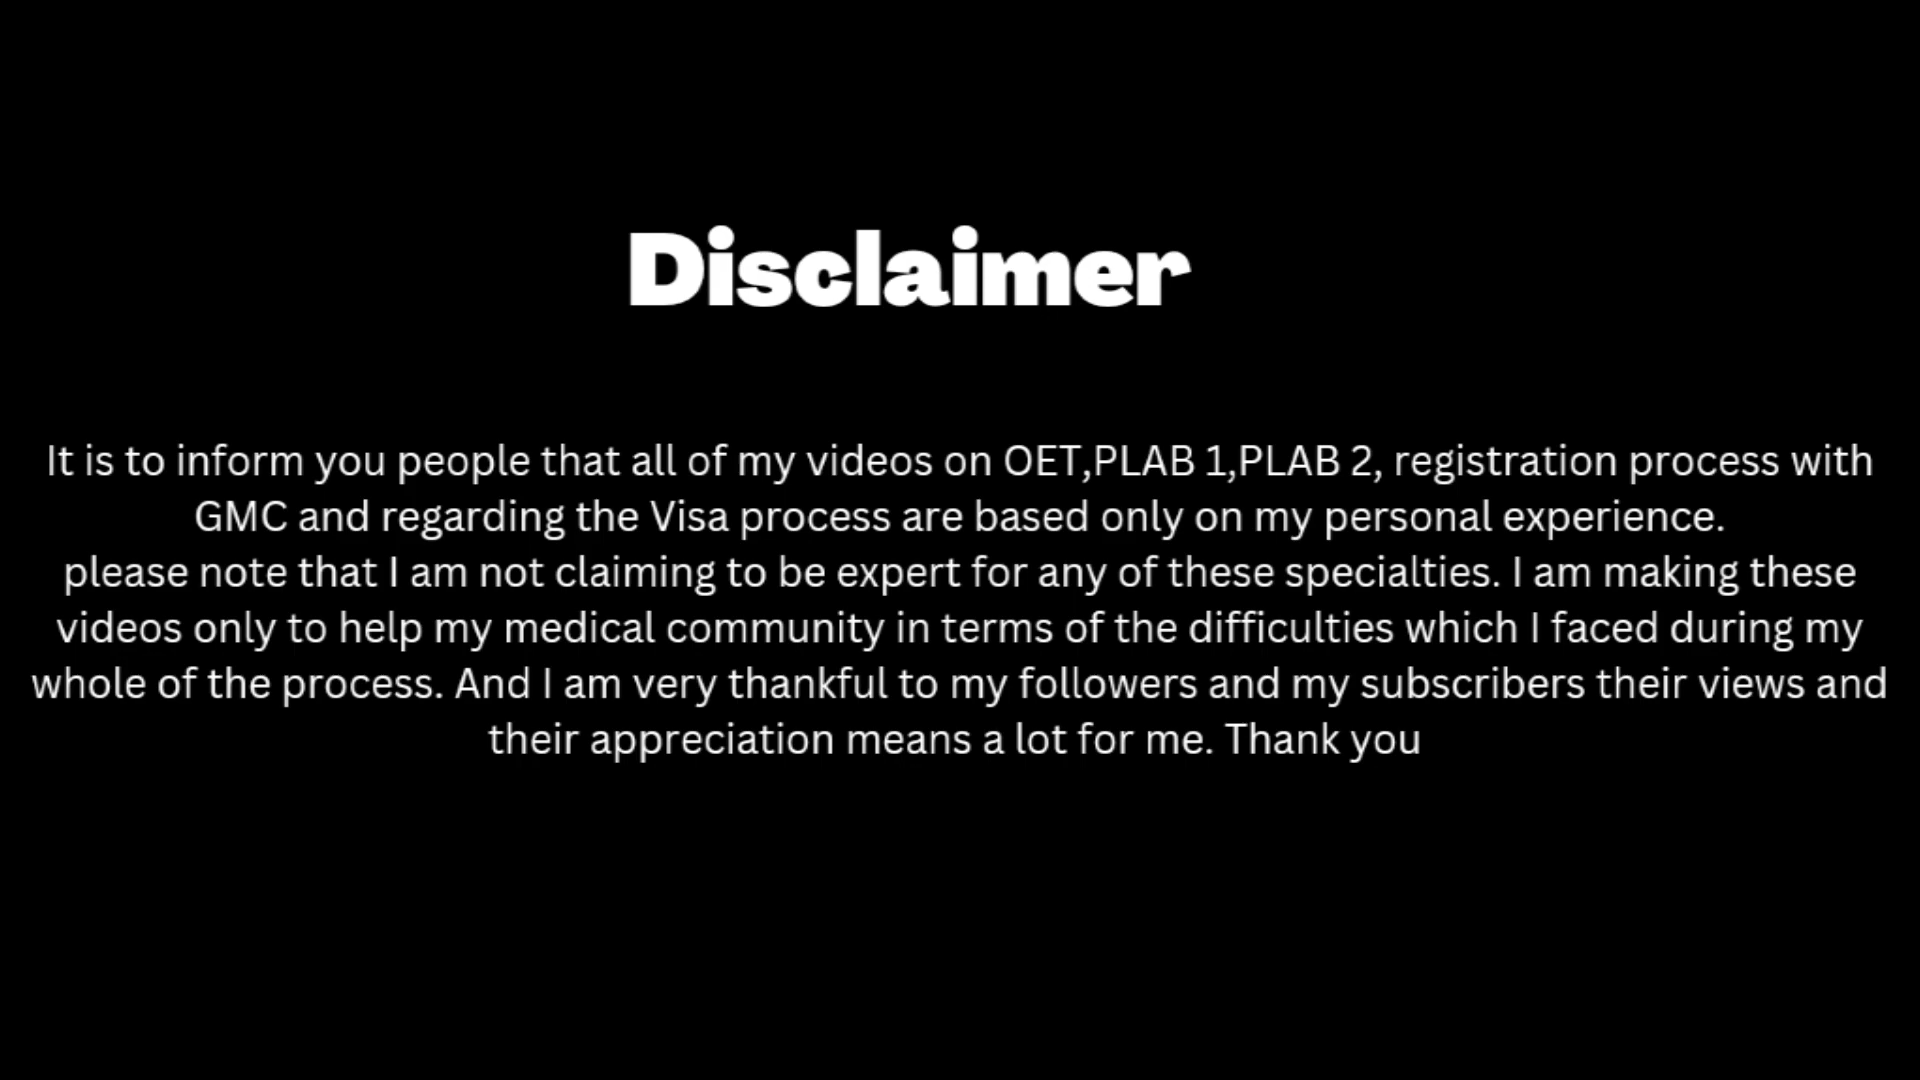 Disclaimer
It is to inform you people that all of my videos on OET,PLAB 1,PLAB 2, registration process with
GMC and regarding the Visa process are based only on my personal experience.
please note that I am not claiming to be expert for any of these specialties. I am making these
videos only to help my medical community in terms of the difficulties which I faced during my
whole of the process. And I am very thankful to my followers and my subscribers their views and
their appreciation means a lot for me. Thank you